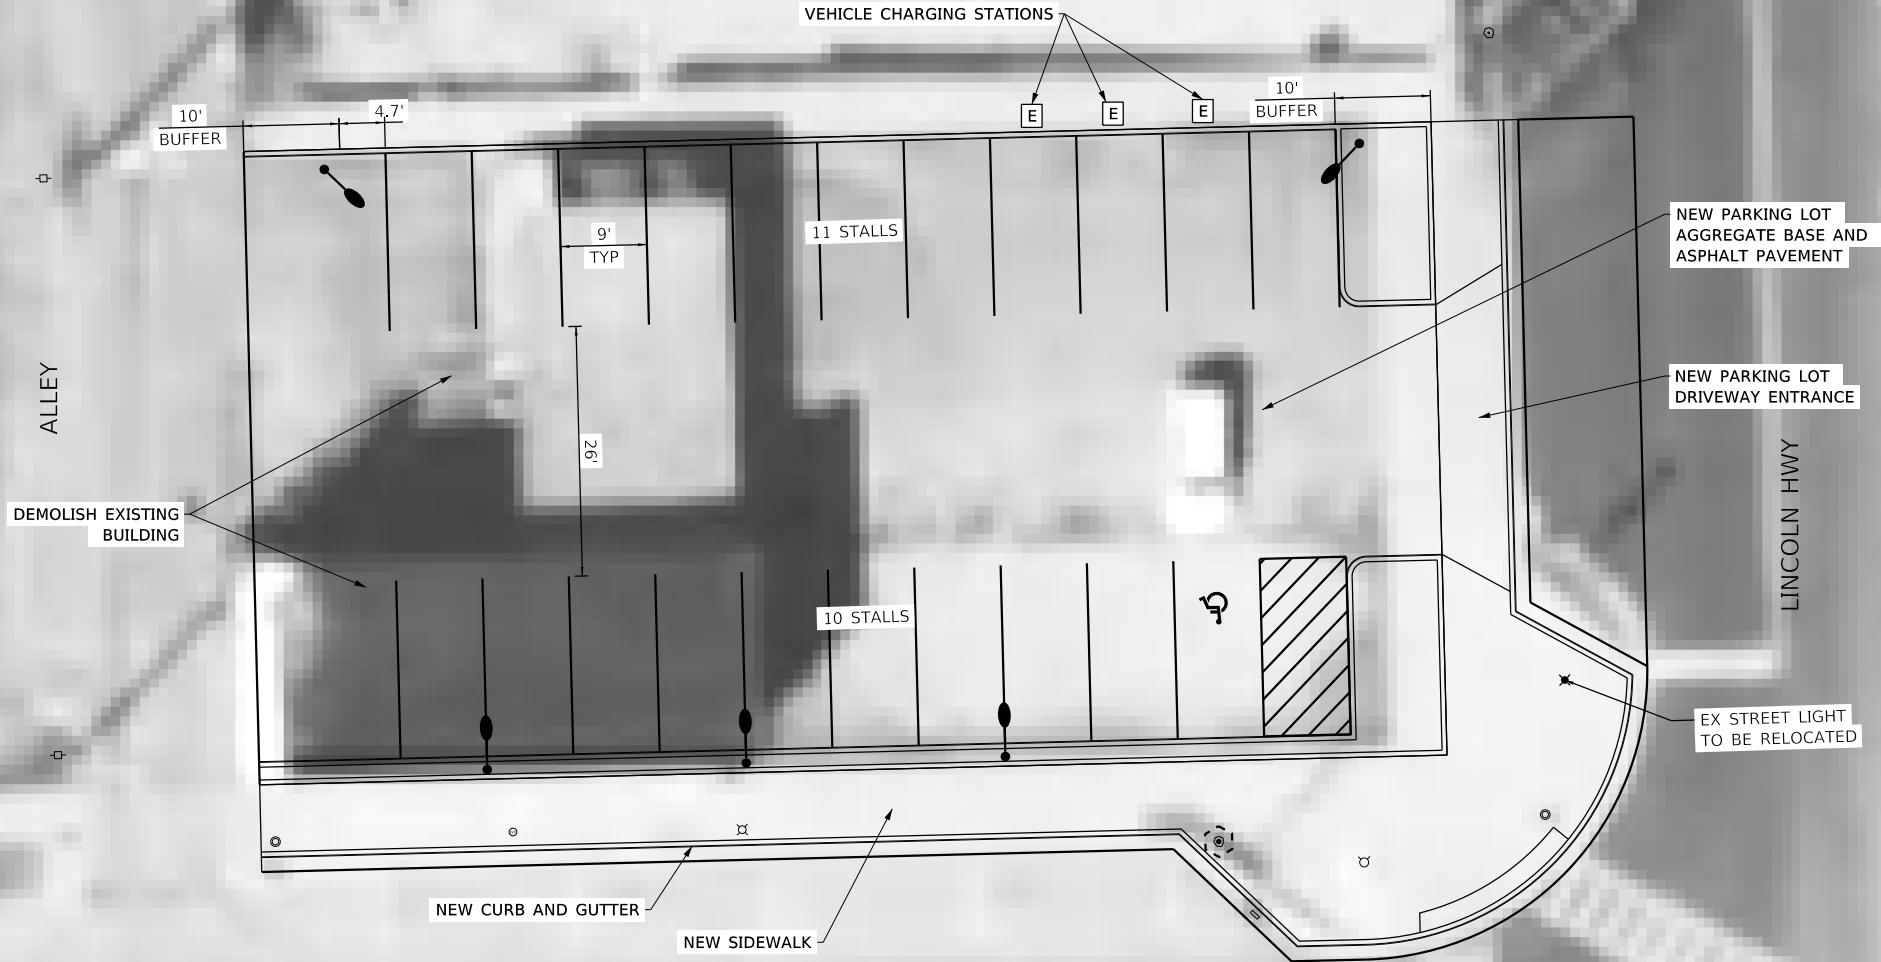 VEHICLE CHARGING STATIONS
10'
BUFFER
4.7'
E
E
E
10'
BUFFER
11 STALLS
9'
TYP
NEW PARKING LOT
AGGREGATE BASE AND
ASPHALT PAVEMENT
ALLEY
26'
NEW PARKING LOT
DRIVEWAY ENTRANCE
LINCOLN HWY
DEMOLISH EXISTING
BUILDING
10 STALLS
EX STREET LIGHT
TO BE RELOCATED
NEW CURB AND GUTTER
NEW SIDEWALK